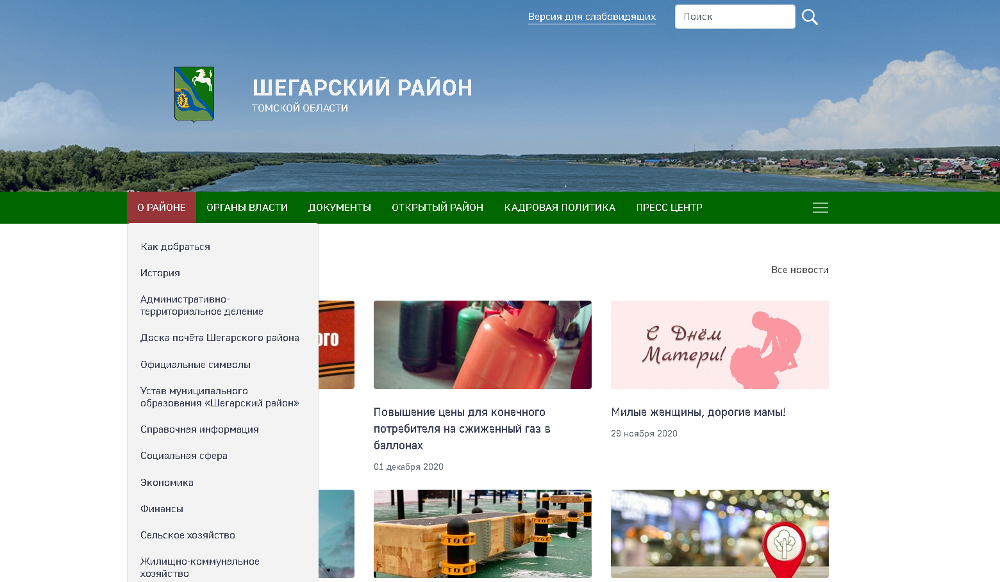 Версия для слабовидящих
Поиск
ШЕГАРСКИЙ РАЙОН
ТОМСКОЙ ОБЛАСТИ
О РАЙОНЕ ОРГАНЫ ВЛАСТИ ДОКУМЕНТЫ ОТКРЫТЫЙ РАЙОН КАДРОВАЯ ПОЛИТИКА ПРЕСС ЦЕНТР
Как добраться
История
Административно-
территориальное деление
Доска почёта Шегарского района
Официальные символы
Устав муниципального
образования «Шегарский район»
Справочная информация
Социальная сфера
Экономика
Финансы
Сельское хозяйство
Жилищно-коммунальное
хозяйство
Все новости
С Днём
Матери!
Повышение цены для конечного
потребителя на сжиженный газ в
баллонах
01 декабря 2020
Милые женщины, дорогие мамы!
29 ноября 2020